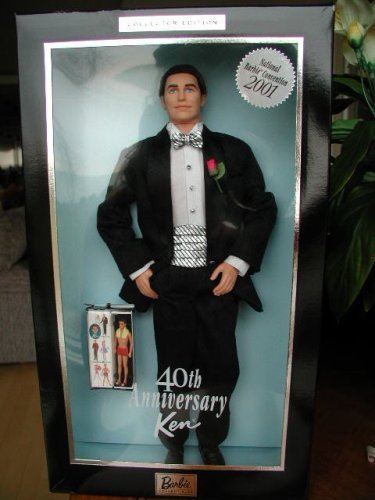 COLLECTOR EDITION
National
Barbie Convention
2001
40th
Anniversary
Ken
Barbie